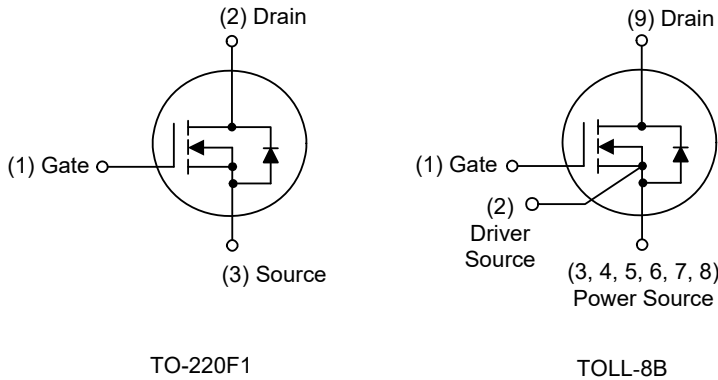 (2) Drain
(1) Gate
(3) Source
TO-220F1
(9) Drain
(1) Gate
(2)
Driver
Source
(3, 4, 5, 6, 7, 8)
Power Source
TOLL-8B